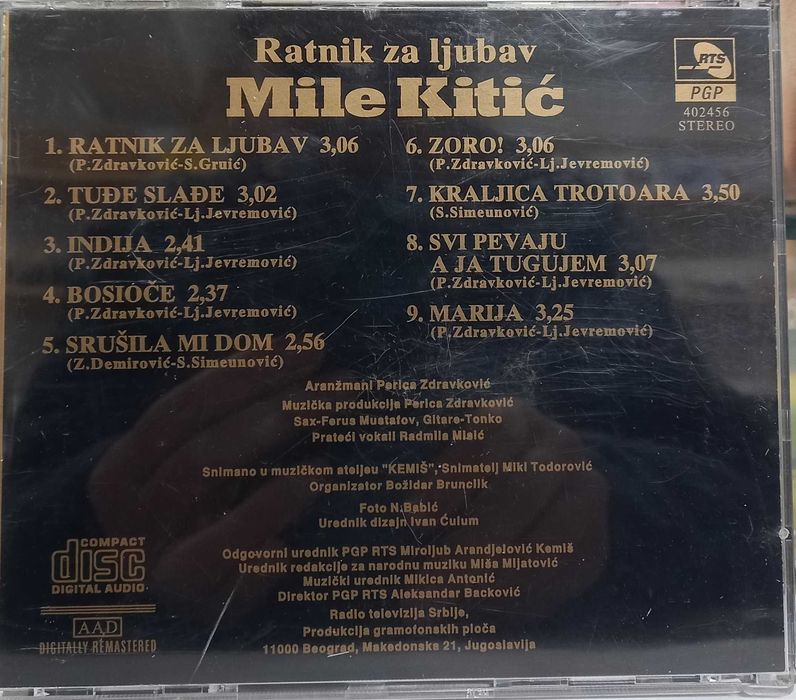 Ratnik za ljubav
Mile Kitić
RTS
PGP
402456
STEREO
1. RATNIK ZA LJUBAV 3,06
(P.Zdravković-S.Gruić)
2. TUĐE SLAĐE 3,02
(P.Zdravković-Lj.Jevremović)
3. INDIJA 2,41
(P.Zdravković-Lj.Jevremović)
4. BOSIOČE 2,37
(P.Zdravković-Lj.Jevremović)
5. SRUŠILA MI DOM 2,56
(Z.Demirović-S.Simeunović)
6. ZORO! 3,06
(P.Zdravković-Lj.Jevremović)
7. KRALJICA TROTOARA 3,50
(S.Simeunović)
8. SVI PEVAJU
A JA TUGUJEM 3,07
(P.Zdravković-Lj.Jevremović)
9. MARIJA 3,25
(P.Zdravković-Lj.Jevremović)
Aranžmani Perica Zdravković
Muzička produkcija Perica Zdravković
Sax-Ferus Mustafov, Gitare-Tonko
Prateći vokali Radmila Misić
Snimano u muzičkom ateljeu "KEMIŠ", Snimatelj Miki Todorović
Organizator Božidar Brunclik
Foto N.Babić
Urednik dizajn Ivan Ćulum
Odgovorni urednik PGP RTS Miroljub Arandjelović Kemiš
Urednik redakcije za narodnu muziku Miša Mijatović
Muzički urednik Mikica Antonić
Direktor PGP RTS Aleksandar Backović
Radio televizija Srbije,
Produkcija gramofonskih ploča
11000 Beograd, Makedonska 21, Jugoslavija
COMPACT
disc
DIGITAL AUDIO
AAD
DIGITALLY REMASTERED